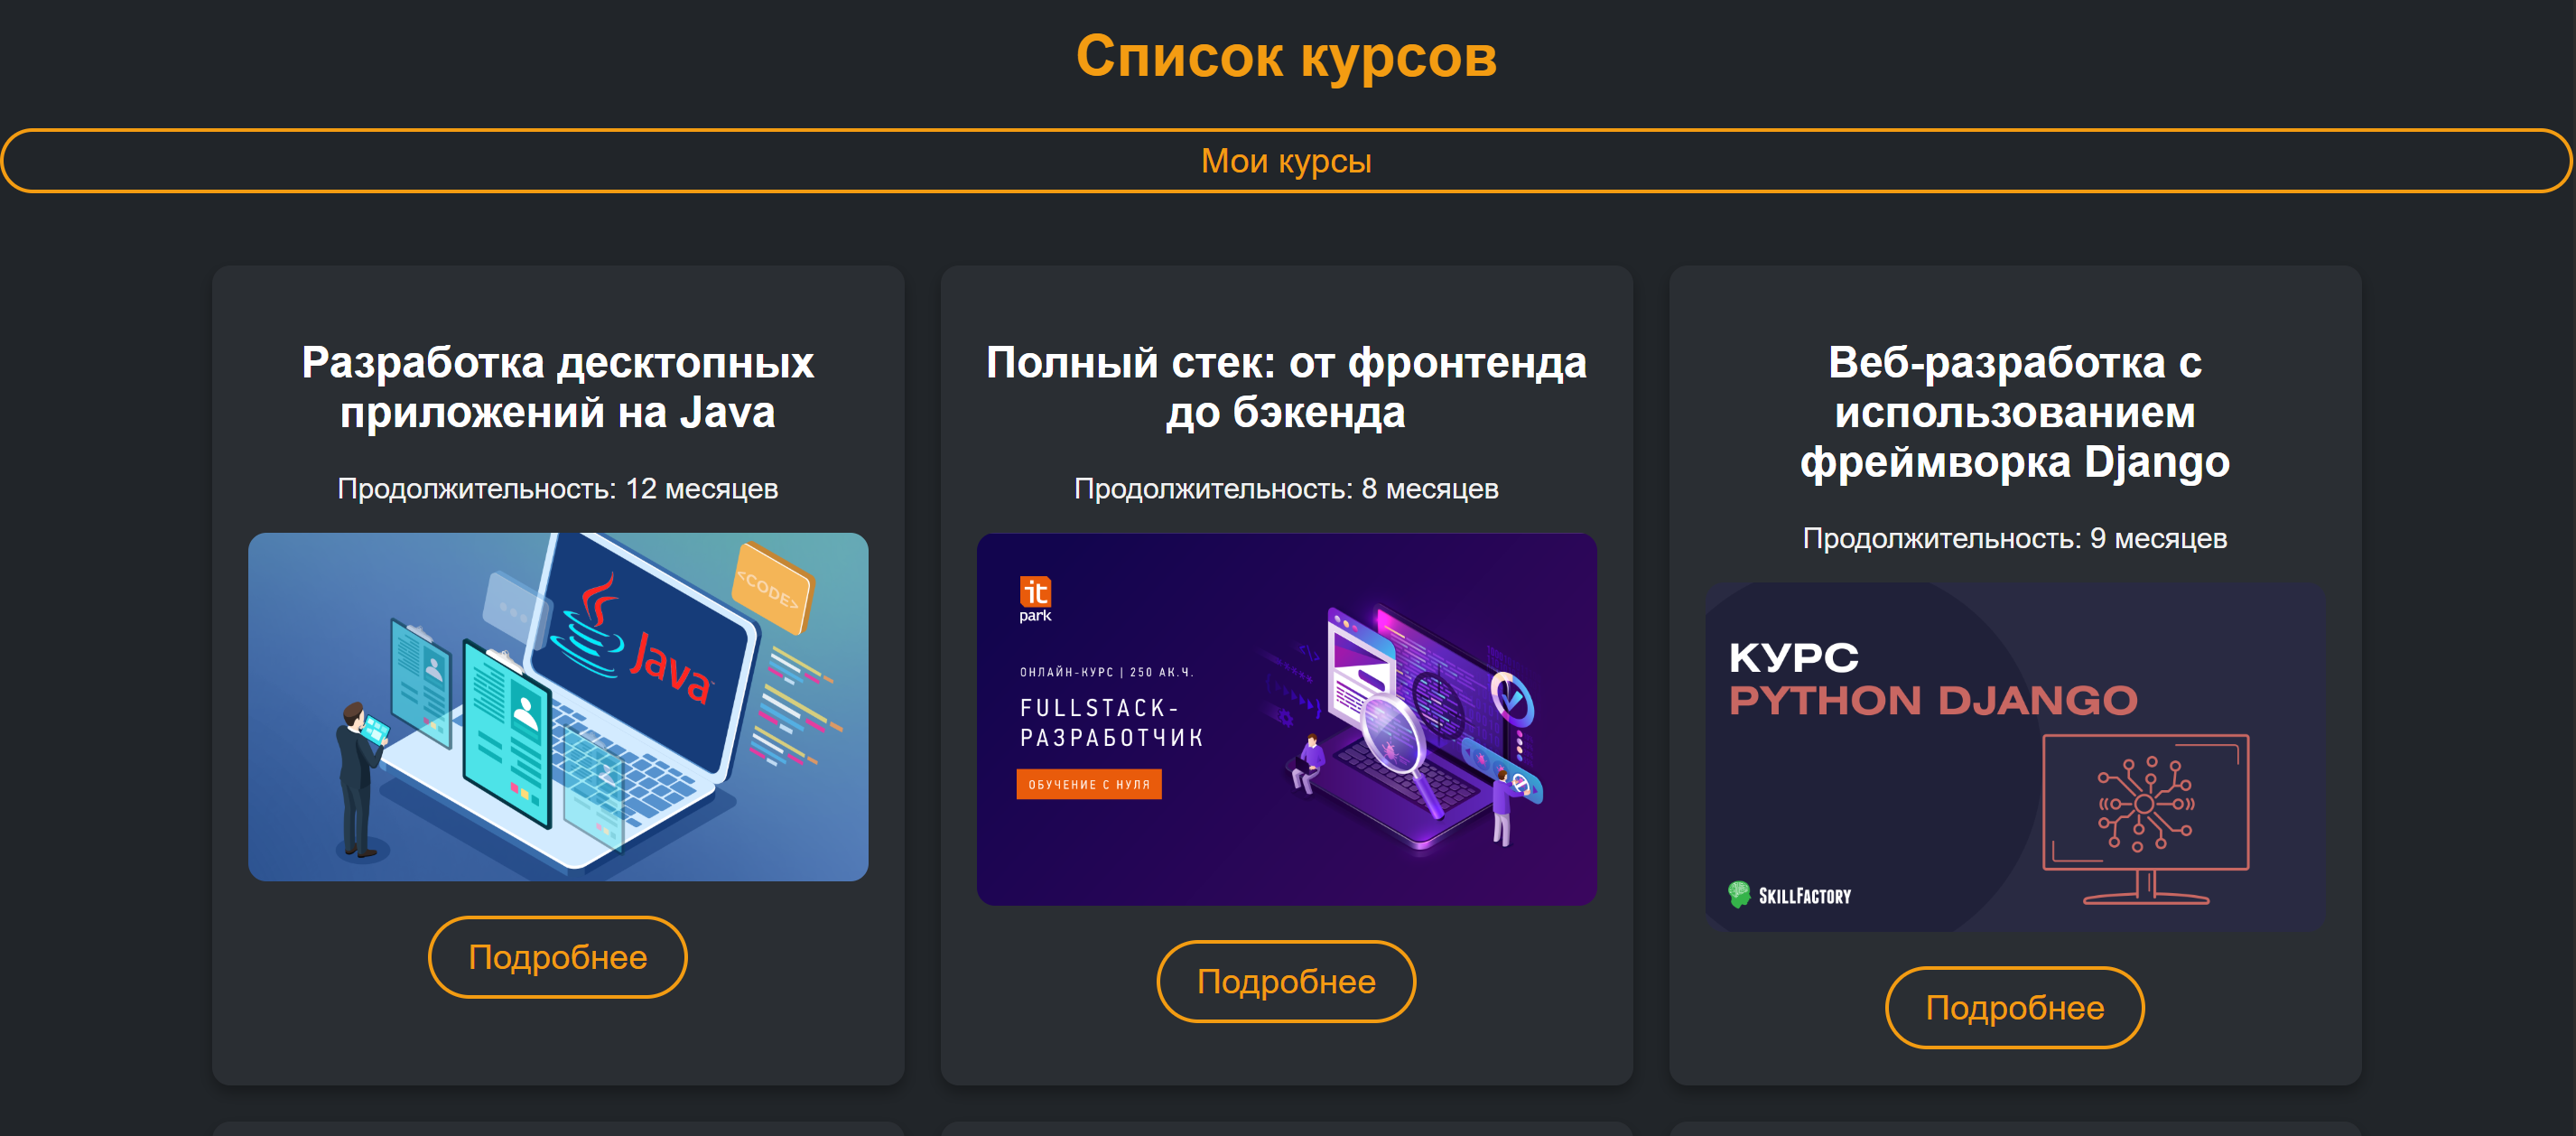 Список курсов
Мои курсы
Разработка десктопных
приложений на Java
Продолжительность: 12 месяцев
<CODE>
Java
Подробнее
Полный стек: от фронтенда
до бэкенда
Продолжительность: 8 месяцев
it
park
ОНЛАЙН-КУРС | 250 АК.Ч.
FULLSTACK-
РАЗРАБОТЧИК
ОБУЧЕНИЕ С НУЛЯ
Подробнее
Веб-разработка с
использованием
фреймворка Django
Продолжительность: 9 месяцев
КУРС
PYTHON DJANGO
SKILLFACTORY
Подробнее